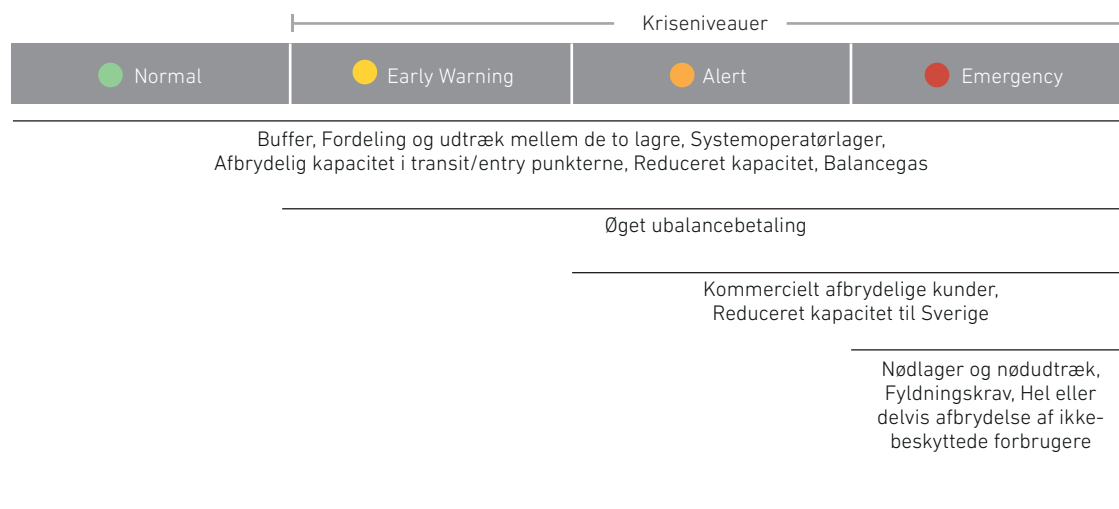 Kriseniveauer
Normal
Early Warning
Alert
Emergency
Buffer, Fordeling og udtræk mellem de to lagre, Systemoperatørlager,
Afbrydelig kapacitet i transit/entry punkterne, Reduceret kapacitet, Balancegas
Øget ubalancebetaling
Kommercielt afbrydelige kunder,
Reduceret kapacitet til Sverige
Nødlager og nødudtræk,
Fyldningskrav, Hel eller
delvis afbrydelse af ikke-
beskyttede forbrugere